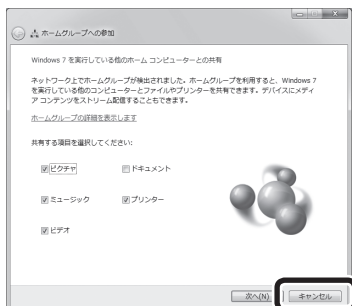 ホームグループへの参加
Windows 7 を実行している他のホーム コンピューターとの共有
ネットワーク上でホームグループが検出されました。ホームグループを利用すると、Windows 7
を実行している他のコンピューターとファイルやプリンターを共有できます。デバイスにメディ
ア コンテンツをストリーム配信することもできます。
ホームグループの詳細を表示します
共有する項目を選択してください:
ピクチャ ドキュメント
ミュージック プリンター
ビデオ
次へ(N) キャンセル